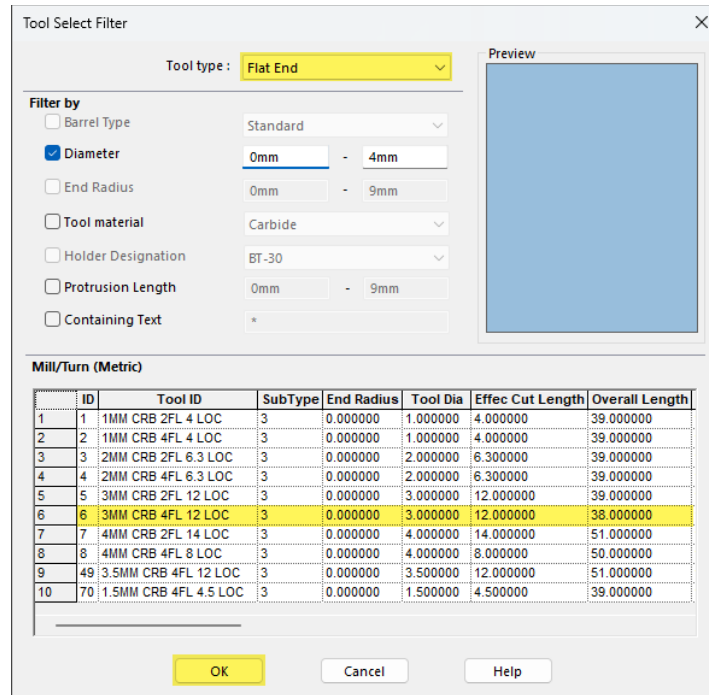 Tool Select Filter
Tool type : Flat End
Preview
Filter by
Barrel Type Standard
Diameter 0mm - 4mm
End Radius 0mm - 9mm
Tool material Carbide
Holder Designation BT-30
Protrusion Length 0mm - 9mm
Containing Text *
Mill/Turn (Metric)
ID Tool ID SubType End Radius Tool Dia Effec Cut Length Overall Length
1 1 1MM CRB 2FL 4 LOC 3 0.000000 1.000000 4.000000 39.000000
2 2 1MM CRB 4FL 4 LOC 3 0.000000 1.000000 4.000000 39.000000
3 3 2MM CRB 2FL 6.3 LOC 3 0.000000 2.000000 6.300000 39.000000
4 4 2MM CRB 4FL 6.3 LOC 3 0.000000 2.000000 6.300000 39.000000
5 5 3MM CRB 2FL 12 LOC 3 0.000000 3.000000 12.000000 39.000000
6 6 3MM CRB 4FL 12 LOC 3 0.000000 3.000000 12.000000 38.000000
7 7 4MM CRB 2FL 14 LOC 3 0.000000 4.000000 14.000000 51.000000
8 8 4MM CRB 4FL 8 LOC 3 0.000000 4.000000 8.000000 50.000000
9 49 3.5MM CRB 4FL 12 LOC 3 0.000000 3.500000 12.000000 51.000000
10 70 1.5MM CRB 4FL 4.5 LOC 3 0.000000 1.500000 4.500000 39.000000
OK Cancel Help